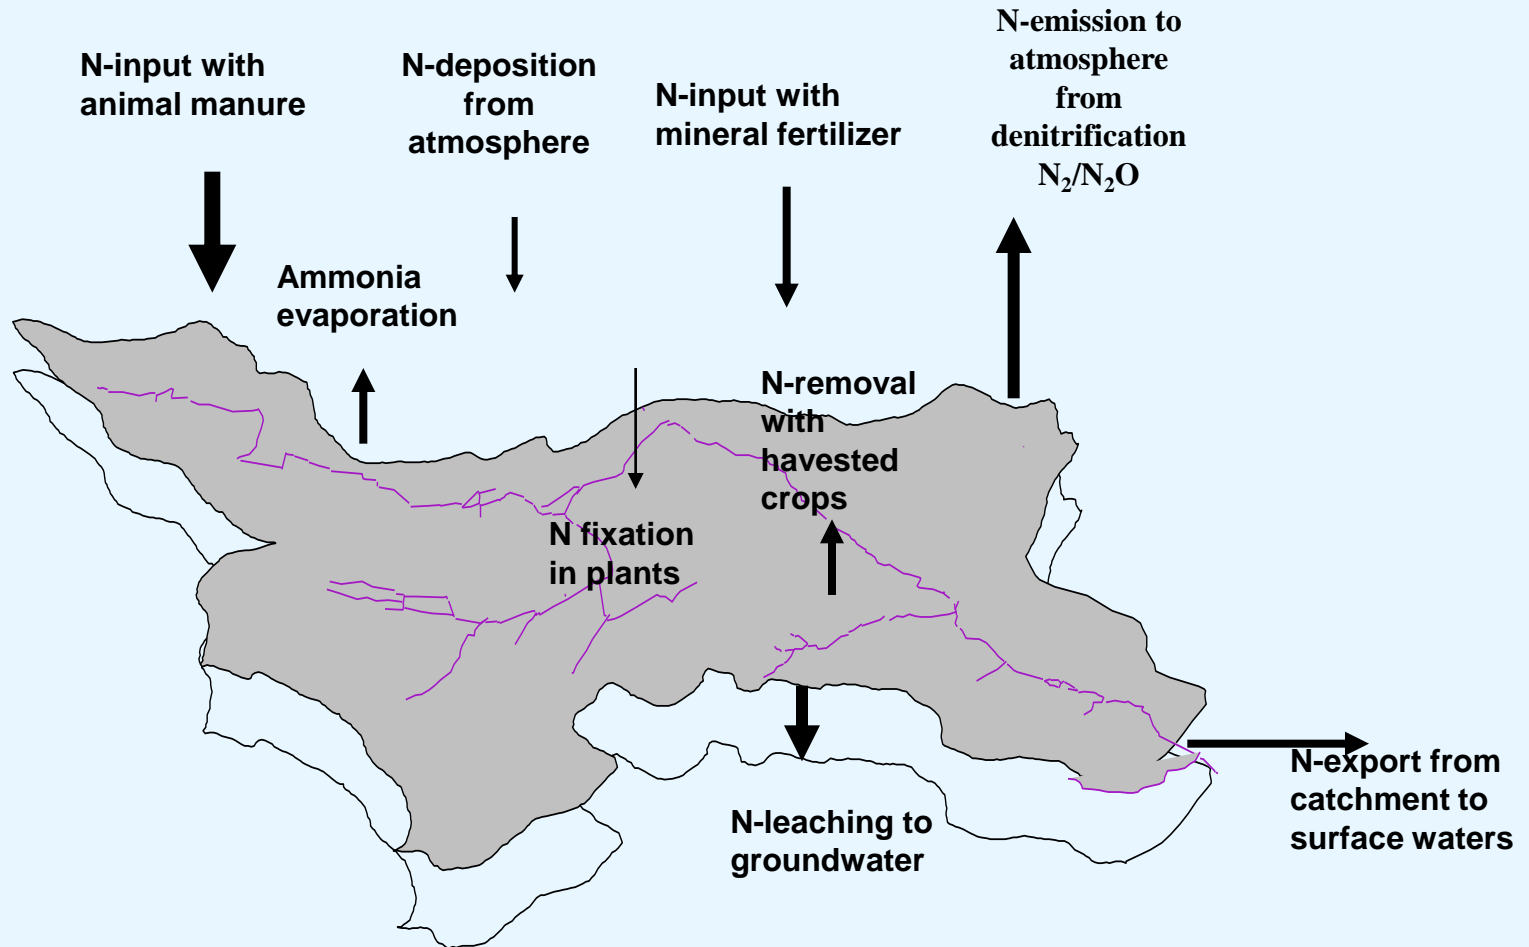 N-input with
animal manure
N-deposition
from
atmosphere
N-input with
mineral fertilizer
N-emission to
atmosphere
from
denitrification
N₂/N₂O
Ammonia
evaporation
N-removal
with
havested
crops
N fixation
in plants
N-leaching to
groundwater
N-export from
catchment to
surface waters